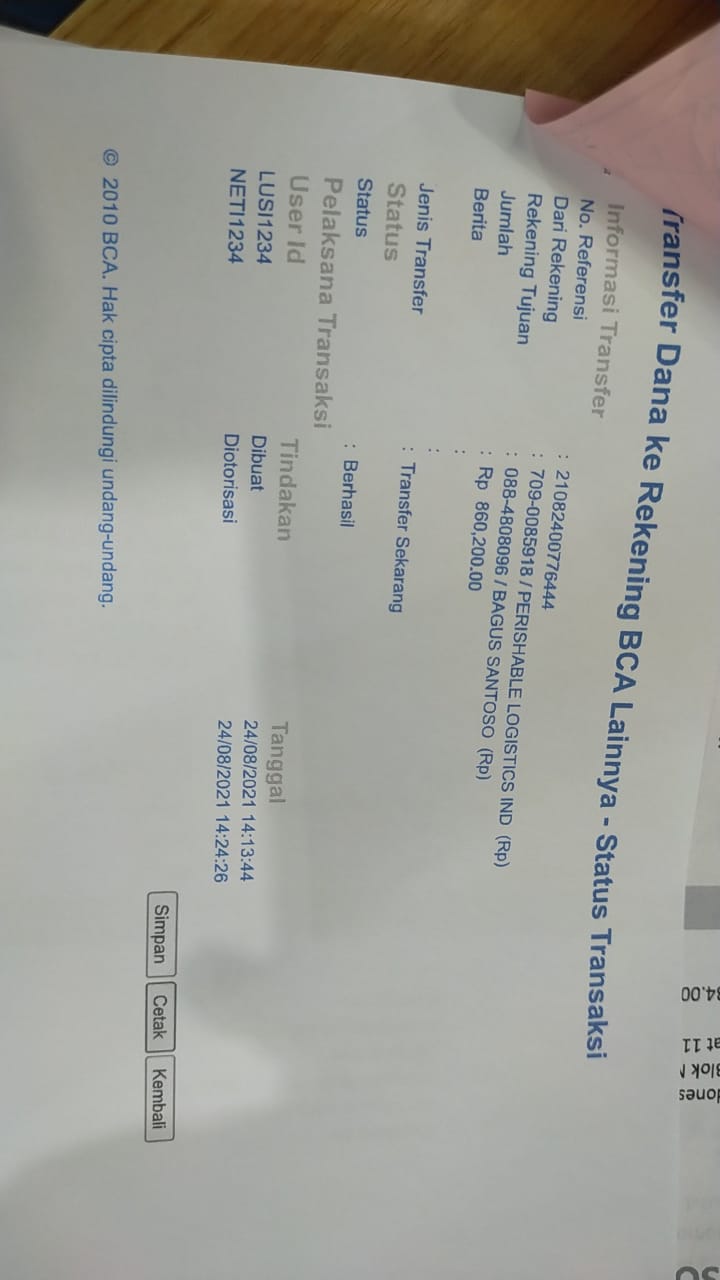 Transfer Dana ke Rekening BCA Lainnya - Status Transaksi
Informasi Transfer
No. Referensi : 21082400776444
Dari Rekening : 709-0085918 / PERISHABLE LOGISTICS IND (Rp)
Rekening Tujuan : 088-4808096 / BAGUS SANTOSO (Rp)
Jumlah : Rp 860,200.00
Berita :
:
Jenis Transfer : Transfer Sekarang
Status
Status : Berhasil
Pelaksana Transaksi
User Id Tindakan Tanggal
LUSI1234 Dibuat 24/08/2021 14:13:44
NETI1234 Diotorisasi 24/08/2021 14:24:26
Simpan Cetak Kembali
© 2010 BCA. Hak cipta dilindungi undang-undang.
4.00
at 11
Blok